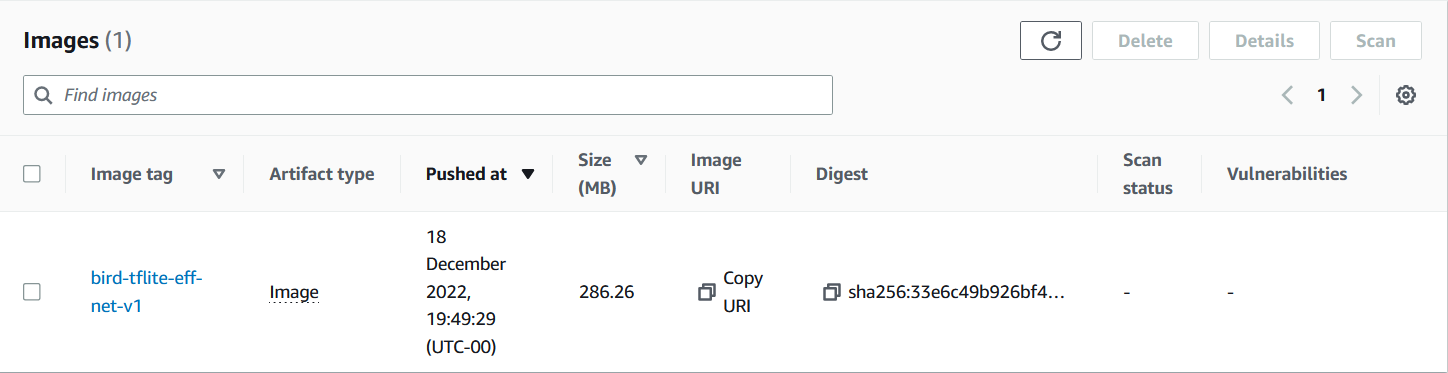 Images (1)
Delete
Details
Scan
Find images
1
Image tag
Artifact type
Pushed at
Size
(MB)
Image
URI
Digest
Scan
status
Vulnerabilities
bird-tflite-eff-
net-v1
Image
18
December
2022,
19:49:29
(UTC-00)
286.26
Copy
URI
sha256:33e6c49b926bf4...
-
-